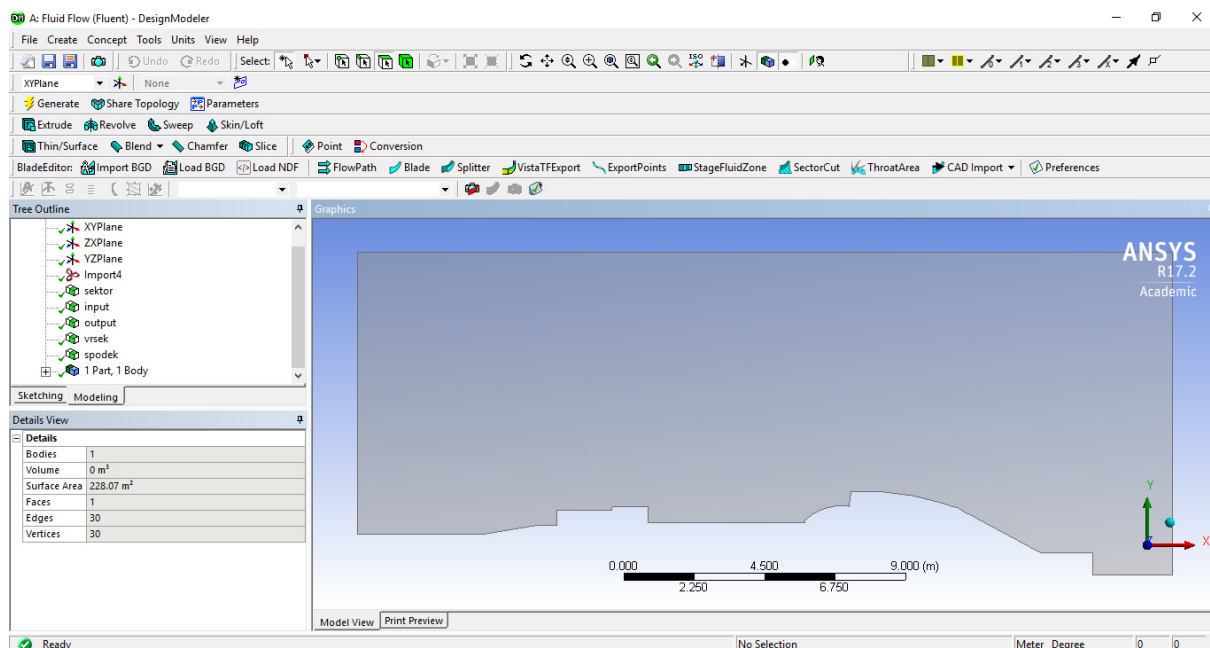 A: Fluid Flow (Fluent) - DesignModeler
File Create Concept Tools Units View Help
Undo Redo Select:
XYPlane None
Generate Share Topology Parameters
Extrude Revolve Sweep Skin/Loft
Thin/Surface Blend Chamfer Slice Point Conversion
BladeEditor: Import BGD Load BGD Load NDF FlowPath Blade Splitter VistaTFExport ExportPoints StageFluidZone SectorCut ThroatArea CAD Import Preferences
Tree Outline
XYPlane
ZXPlane
YZPlane
Import4
sektor
input
output
vrsek
spodek
1 Part, 1 Body
Sketching Modeling
Details View
Details
Bodies 1
Volume 0 m³
Surface Area 228.07 m²
Faces 1
Edges 30
Vertices 30
Graphics
ANSYS
R17.2
Academic
Y
X
0.000 4.500 9.000 (m)
2.250 6.750
Model View Print Preview
Ready No Selection Meter Degree 0 0